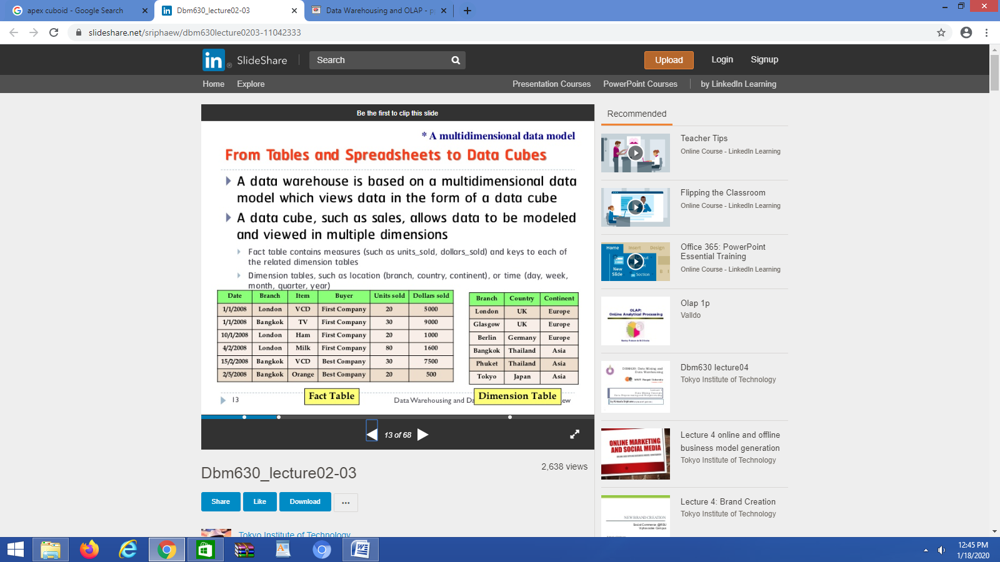 apex cuboid - Google Search
Dbm630_lecture02-03
Data Warehousing and OLAP - p
slideshare.net/sriphaew/dbm630lecture0203-11042333
in SlideShare
Search
Upload
Login
Signup
Home
Explore
Presentation Courses
PowerPoint Courses
by LinkedIn Learning
Be the first to clip this slide
* A multidimensional data model
From Tables and Spreadsheets to Data Cubes
A data warehouse is based on a multidimensional data
model which views data in the form of a data cube
A data cube, such as sales, allows data to be modeled
and viewed in multiple dimensions
Fact table contains measures (such as units_sold, dollars_sold) and keys to each of
the related dimension tables
Dimension tables, such as location (branch, country, continent), or time (day, week,
month, quarter, year)
Date Branch Item Buyer Units sold Dollars sold
1/1/2008 London VCD First Company 20 5000
1/1/2008 Bangkok TV First Company 30 9000
10/1/2008 London Ham First Company 20 1000
4/2/2008 London Milk First Company 80 1600
15/2/2008 Bangkok VCD Best Company 30 7500
2/5/2008 Bangkok Orange Best Company 20 500
Branch Country Continent
London UK Europe
Glasgow UK Europe
Berlin Germany Europe
Bangkok Thailand Asia
Phuket Thailand Asia
Tokyo Japan Asia
13
Fact Table
Data Warehousing and Da
Dimension Table
ew
13 of 68
Dbm630_lecture02-03
2,638 views
Share
Like
Download
...
Tokyo Institute of Technology
Recommended
Teacher Tips
Online Course - LinkedIn Learning
Flipping the Classroom
Online Course - LinkedIn Learning
Home Insert Design
New
Slide
Section
Office 365: PowerPoint
Essential Training
Online Course - LinkedIn Learning
OLAP:
OnLine Analytical Processing
Olap 1p
Valldo
DBM630: Data Mining and
Data Warehousing
Dbm630 lecture04
Tokyo Institute of Technology
ONLINE MARKETING
AND SOCIAL MEDIA
Lecture 4 online and offline
business model generation
Tokyo Institute of Technology
NEW BRAND CREATION
Lecture 4: Brand Creation
Tokyo Institute of Technology
12:45 PM
1/18/2020